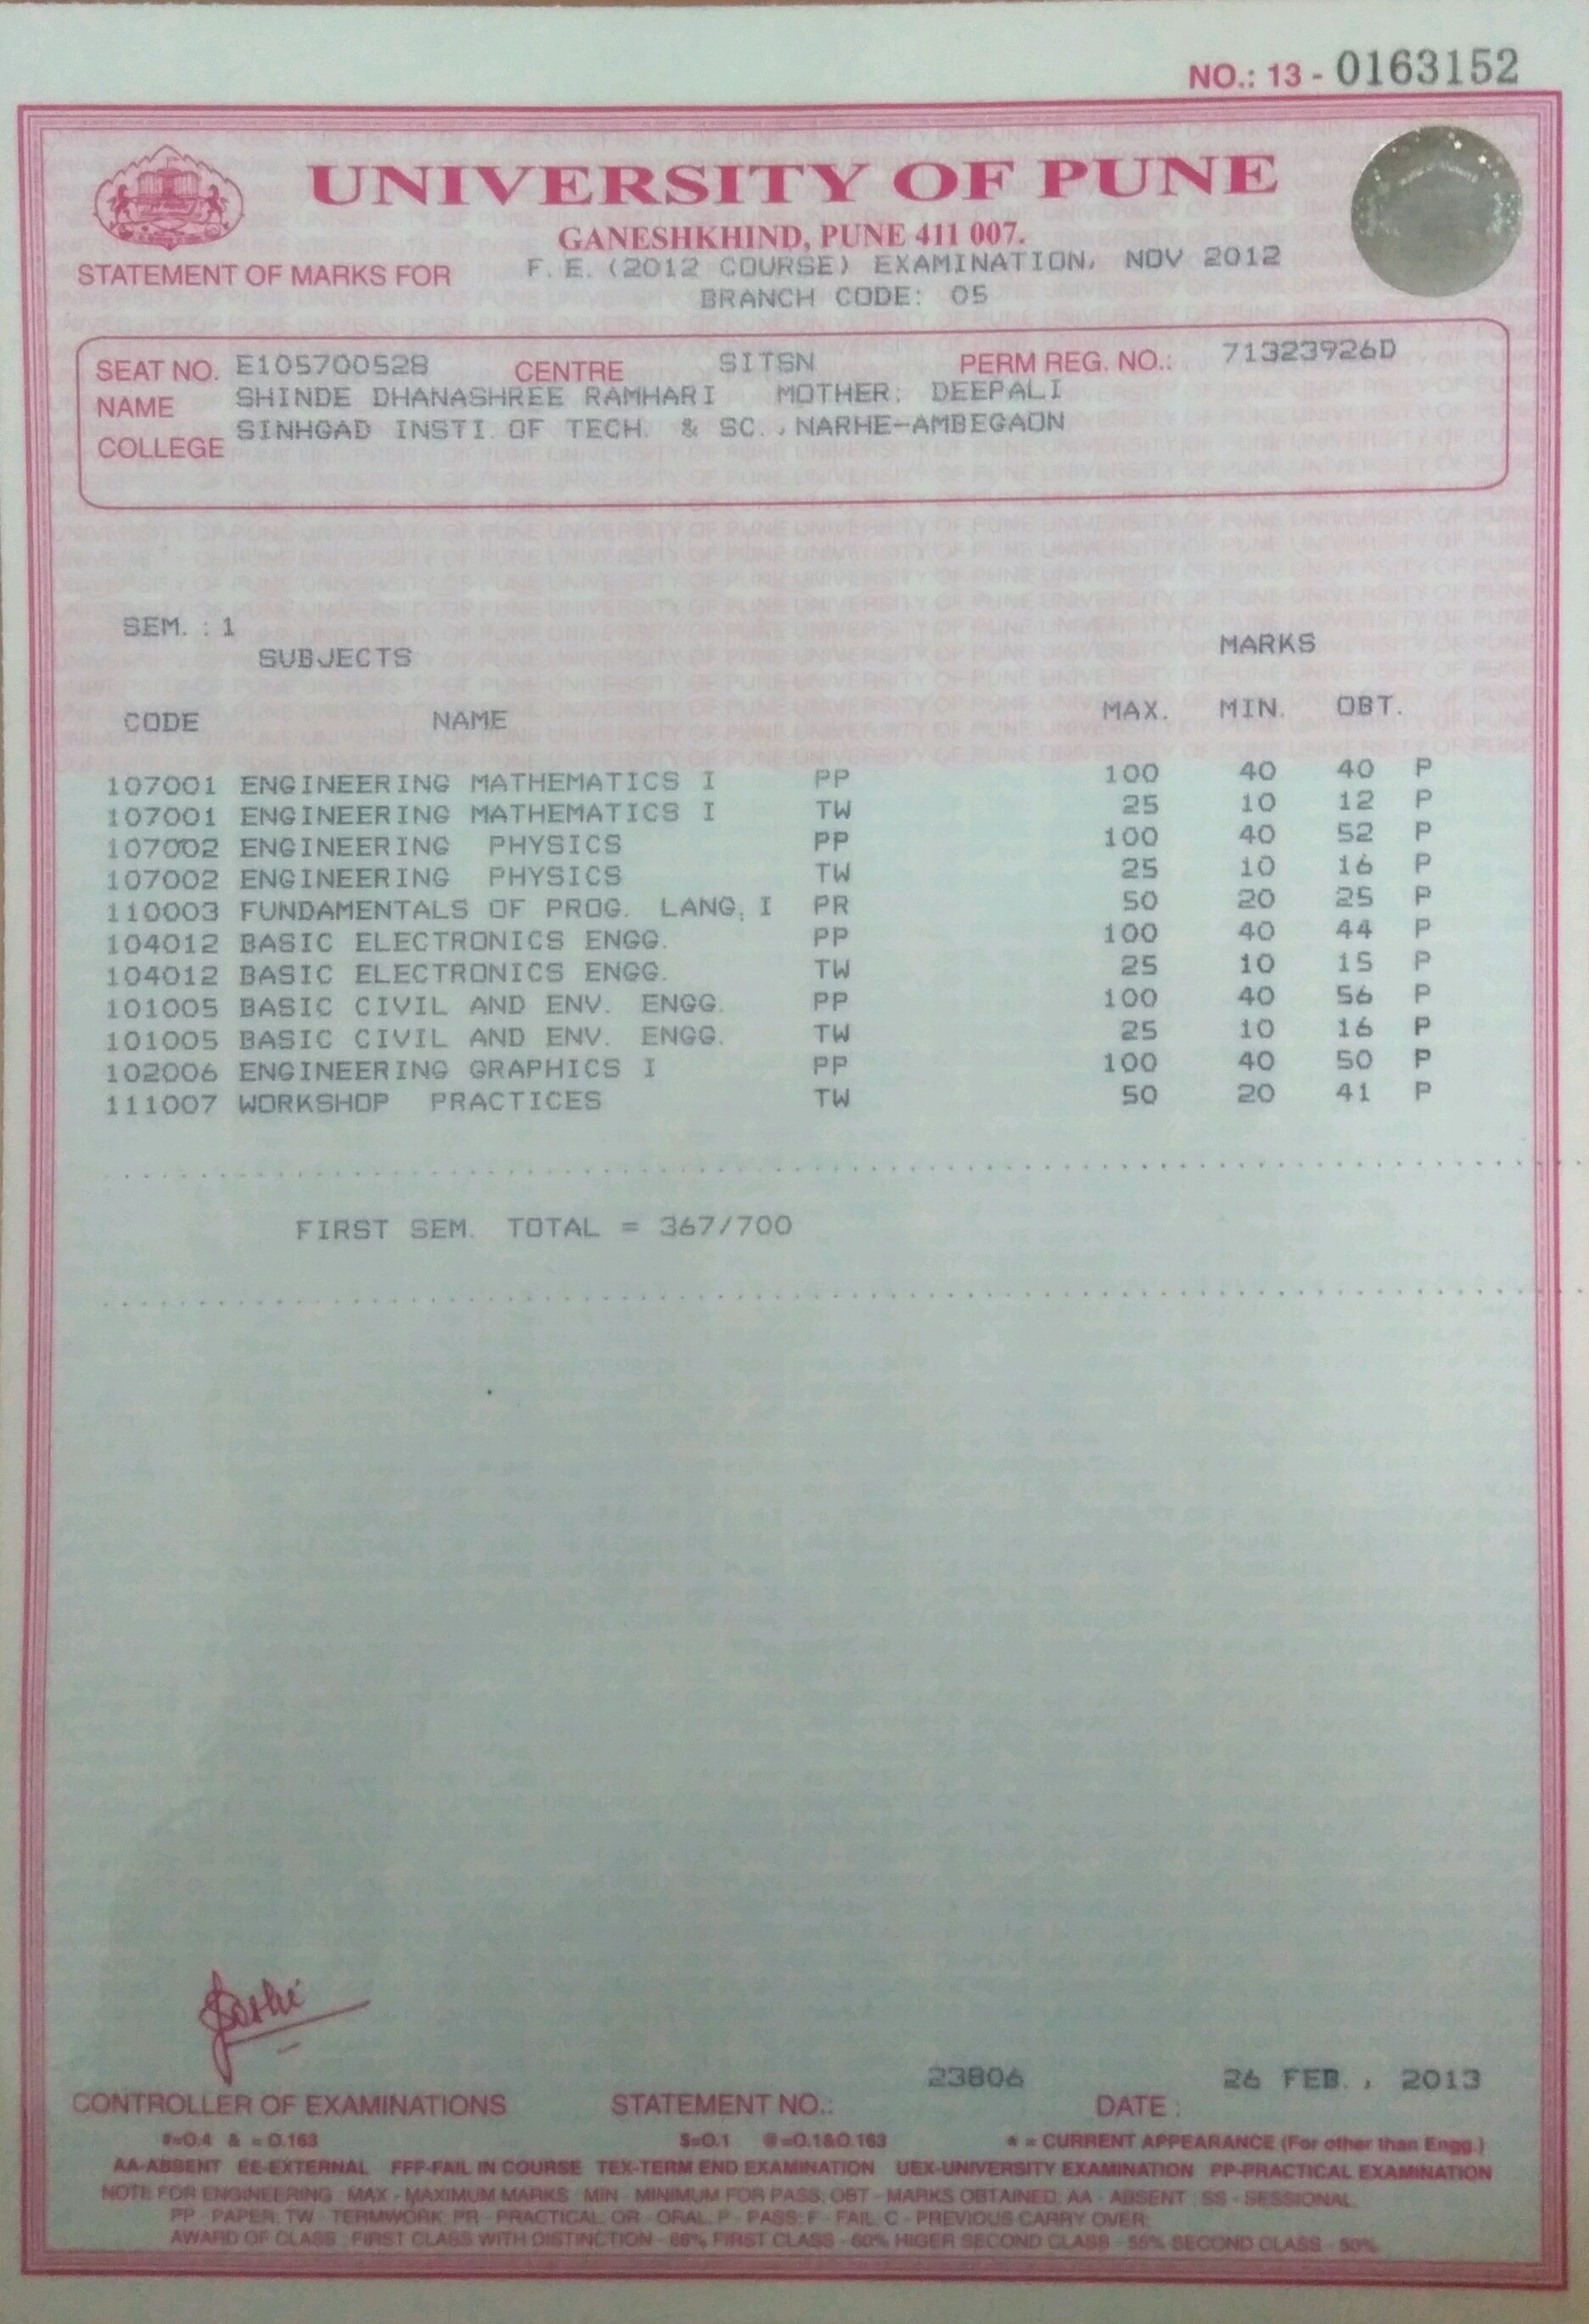 NO.: 13 - 0163152
UNIVERSITY OF PUNE
GANESHKHIND, PUNE 411 007.
STATEMENT OF MARKS FOR F. E. (2012 COURSE) EXAMINATION, NOV 2012
BRANCH CODE: 05
SEAT NO. E105700528 CENTRE SITSN PERM REG. NO.: 71323926D
NAME SHINDE DHANASHREE RAMHARI MOTHER: DEEPALI
COLLEGE SINHGAD INSTI. OF TECH. & SC., NARHE-AMBEGAON
SEM. : 1
SUBJECTS MARKS
CODE NAME MAX. MIN. OBT.
107001 ENGINEERING MATHEMATICS I PP 100 40 40 P
107001 ENGINEERING MATHEMATICS I TW 25 10 12 P
107002 ENGINEERING PHYSICS PP 100 40 52 P
107002 ENGINEERING PHYSICS TW 25 10 16 P
110003 FUNDAMENTALS OF PROG. LANG. I PR 50 20 25 P
104012 BASIC ELECTRONICS ENGG. PP 100 40 44 P
104012 BASIC ELECTRONICS ENGG. TW 25 10 15 P
101005 BASIC CIVIL AND ENV. ENGG. PP 100 40 56 P
101005 BASIC CIVIL AND ENV. ENGG. TW 25 10 16 P
102006 ENGINEERING GRAPHICS I PP 100 40 50 P
111007 WORKSHOP PRACTICES TW 50 20 41 P
FIRST SEM. TOTAL = 367/700
CONTROLLER OF EXAMINATIONS STATEMENT NO.: 23806 DATE : 26 FEB., 2013
#=0.4 & = 0.163 $=0.1 @=0.1&0.163 * = CURRENT APPEARANCE (For other than Engg.)
AA-ABSENT EE-EXTERNAL FFF-FAIL IN COURSE TEX-TERM END EXAMINATION UEX-UNIVERSITY EXAMINATION PP-PRACTICAL EXAMINATION
NOTE FOR ENGINEERING : MAX - MAXIMUM MARKS MIN - MINIMUM FOR PASS, OBT - MARKS OBTAINED, AA - ABSENT, SS - SESSIONAL
PP - PAPER, TW - TERMWORK, PR - PRACTICAL, OR - ORAL, P - PASS, F - FAIL, C - PREVIOUS CARRY OVER,
AWARD OF CLASS : FIRST CLASS WITH DISTINCTION - 66% FIRST CLASS - 60% HIGER SECOND CLASS - 55% SECOND CLASS - 50%